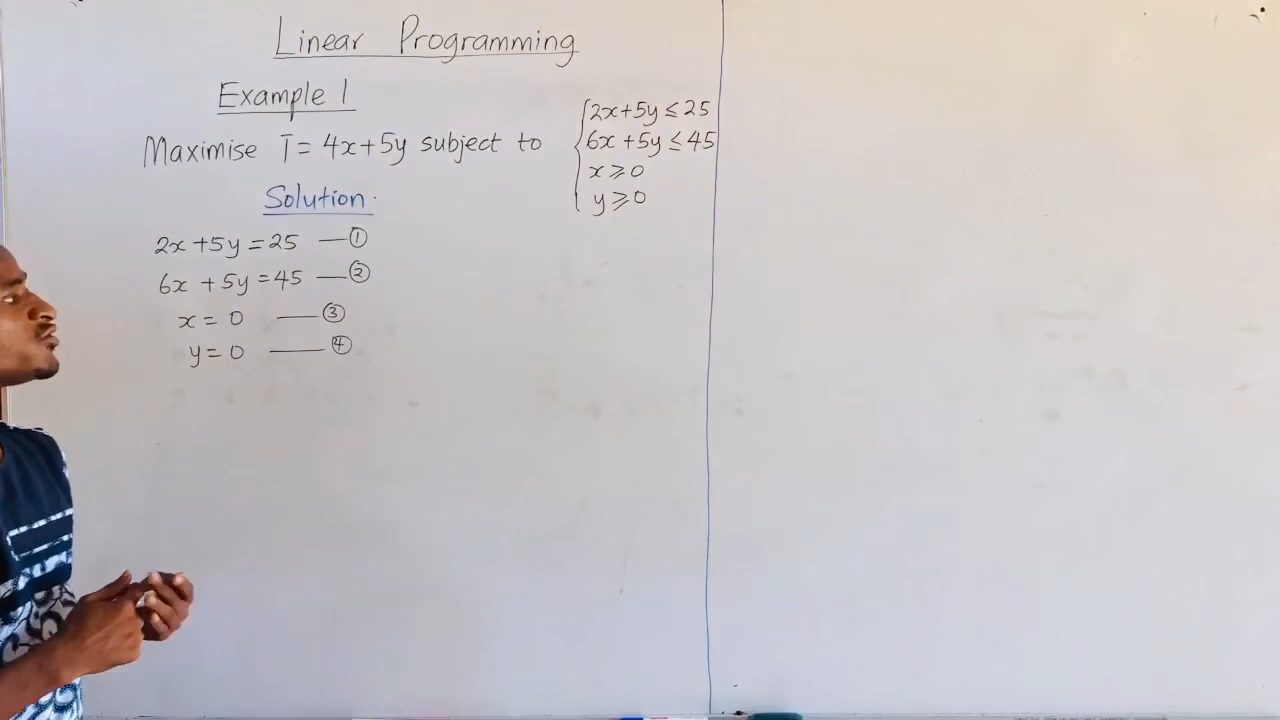 Linear Programming
Example 1
Maximise T = 4x+5y subject to
2x+5y ≤ 25
6x +5y ≤ 45
x ⩾ 0
y ⩾ 0
Solution.
2x+5y = 25 — ①
6x + 5y = 45 — ②
x = 0 — ③
y = 0 — ④